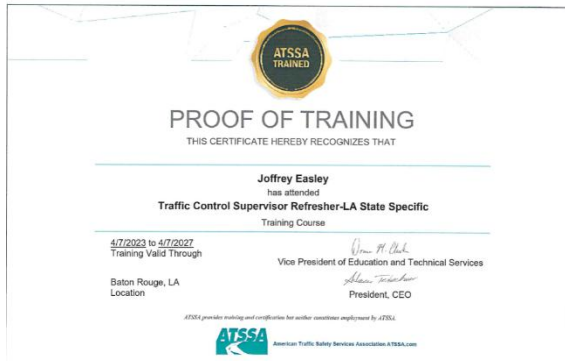 ATSSA
TRAINED
PROOF OF TRAINING
THIS CERTIFICATE HEREBY RECOGNIZES THAT
Joffrey Easley
has attended
Traffic Control Supervisor Refresher-LA State Specific
Training Course
4/7/2023 to 4/7/2027
Training Valid Through
Vice President of Education and Technical Services
Baton Rouge, LA
Location
President, CEO
ATSSA provides training and certification but neither constitutes employment by ATSSA.
ATSSA
American Traffic Safety Services Association ATSSA.com